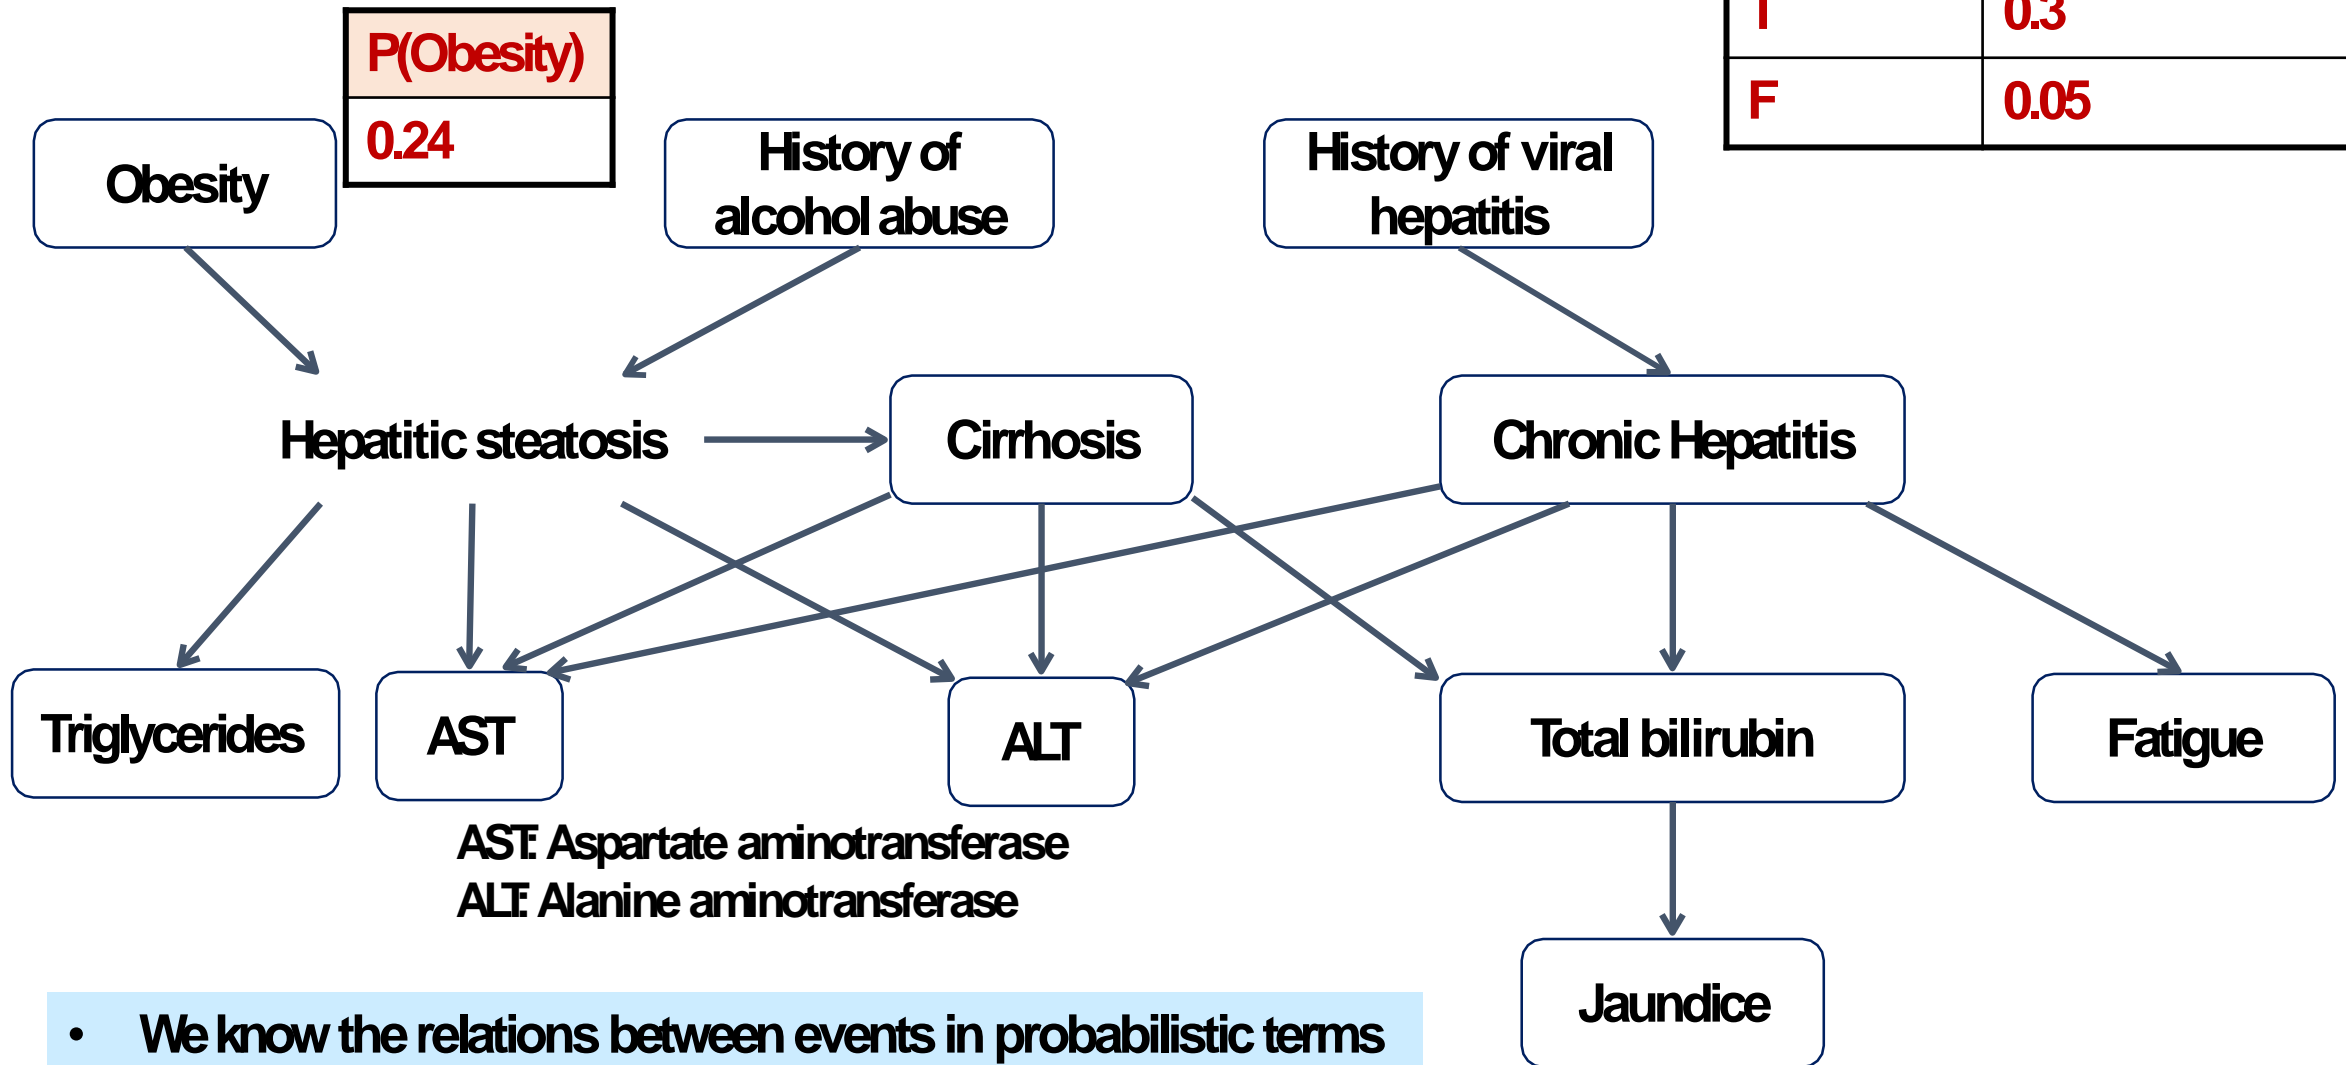 T 0.3
P(Obesity)
F 0.05
0.24
Obesity
History of
alcohol abuse
History of viral
hepatitis
Hepatitic steatosis
Cirrhosis
Chronic Hepatitis
Triglycerides
AST
ALT
Total bilirubin
Fatigue
AST: Aspartate aminotransferase
ALT: Alanine aminotransferase
Jaundice
• We know the relations between events in probabilistic terms